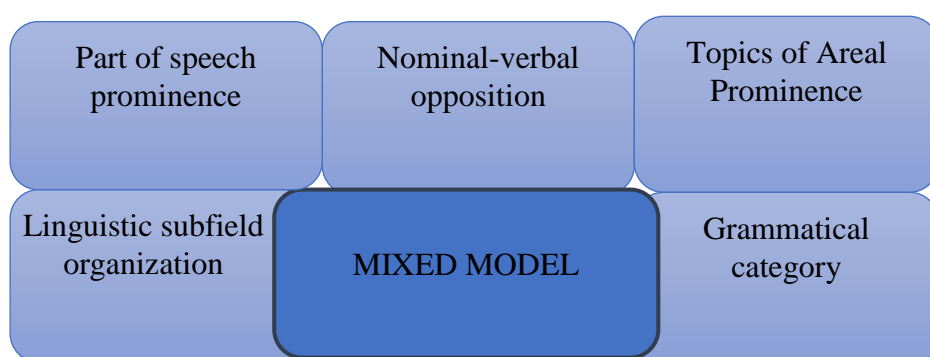 Part of speech
prominence
Nominal-verbal
opposition
Topics of Areal
Prominence
Linguistic subfield
organization
MIXED MODEL
Grammatical
category